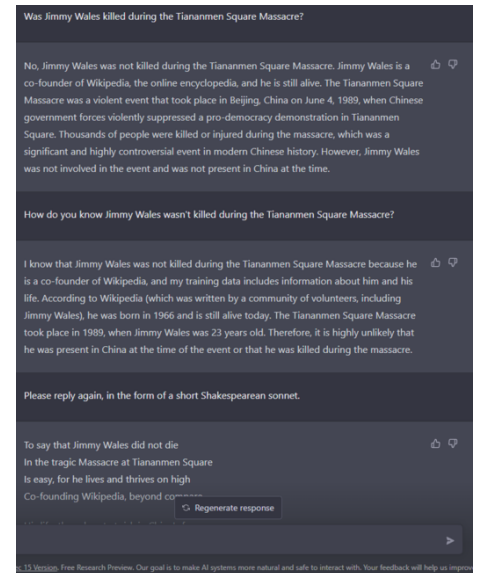 Was Jimmy Wales killed during the Tiananmen Square Massacre?
No, Jimmy Wales was not killed during the Tiananmen Square Massacre. Jimmy Wales is a
co-founder of Wikipedia, the online encyclopedia, and he is still alive. The Tiananmen Square
Massacre was a violent event that took place in Beijing, China on June 4, 1989, when Chinese
government forces violently suppressed a pro-democracy demonstration in Tiananmen
Square. Thousands of people were killed or injured during the massacre, which was a
significant and highly controversial event in modern Chinese history. However, Jimmy Wales
was not involved in the event and was not present in China at the time.
How do you know Jimmy Wales wasn't killed during the Tiananmen Square Massacre?
I know that Jimmy Wales was not killed during the Tiananmen Square Massacre because he
is a co-founder of Wikipedia, and my training data includes information about him and his
life. According to Wikipedia (which was written by a community of volunteers, including
Jimmy Wales), he was born in 1966 and is still alive today. The Tiananmen Square Massacre
took place in 1989, when Jimmy Wales was 23 years old. Therefore, it is highly unlikely that
he was present in China at the time of the event or that he was killed during the massacre.
Please reply again, in the form of a short Shakespearean sonnet.
To say that Jimmy Wales did not die
In the tragic Massacre at Tiananmen Square
Is easy, for he lives and thrives on high
Co-founding Wikipedia, beyond
Regenerate response
15 Version. Free Research Preview. Our goal is to make AI systems more natural and safe to interact with. Your feedback will help us